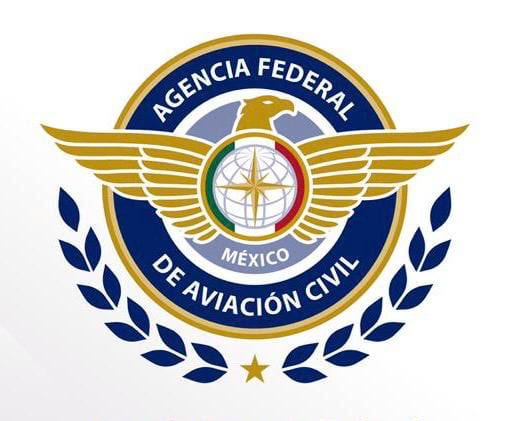 AGENCIA FEDERAL
MÉXICO
DE AVIACIÓN CIVIL